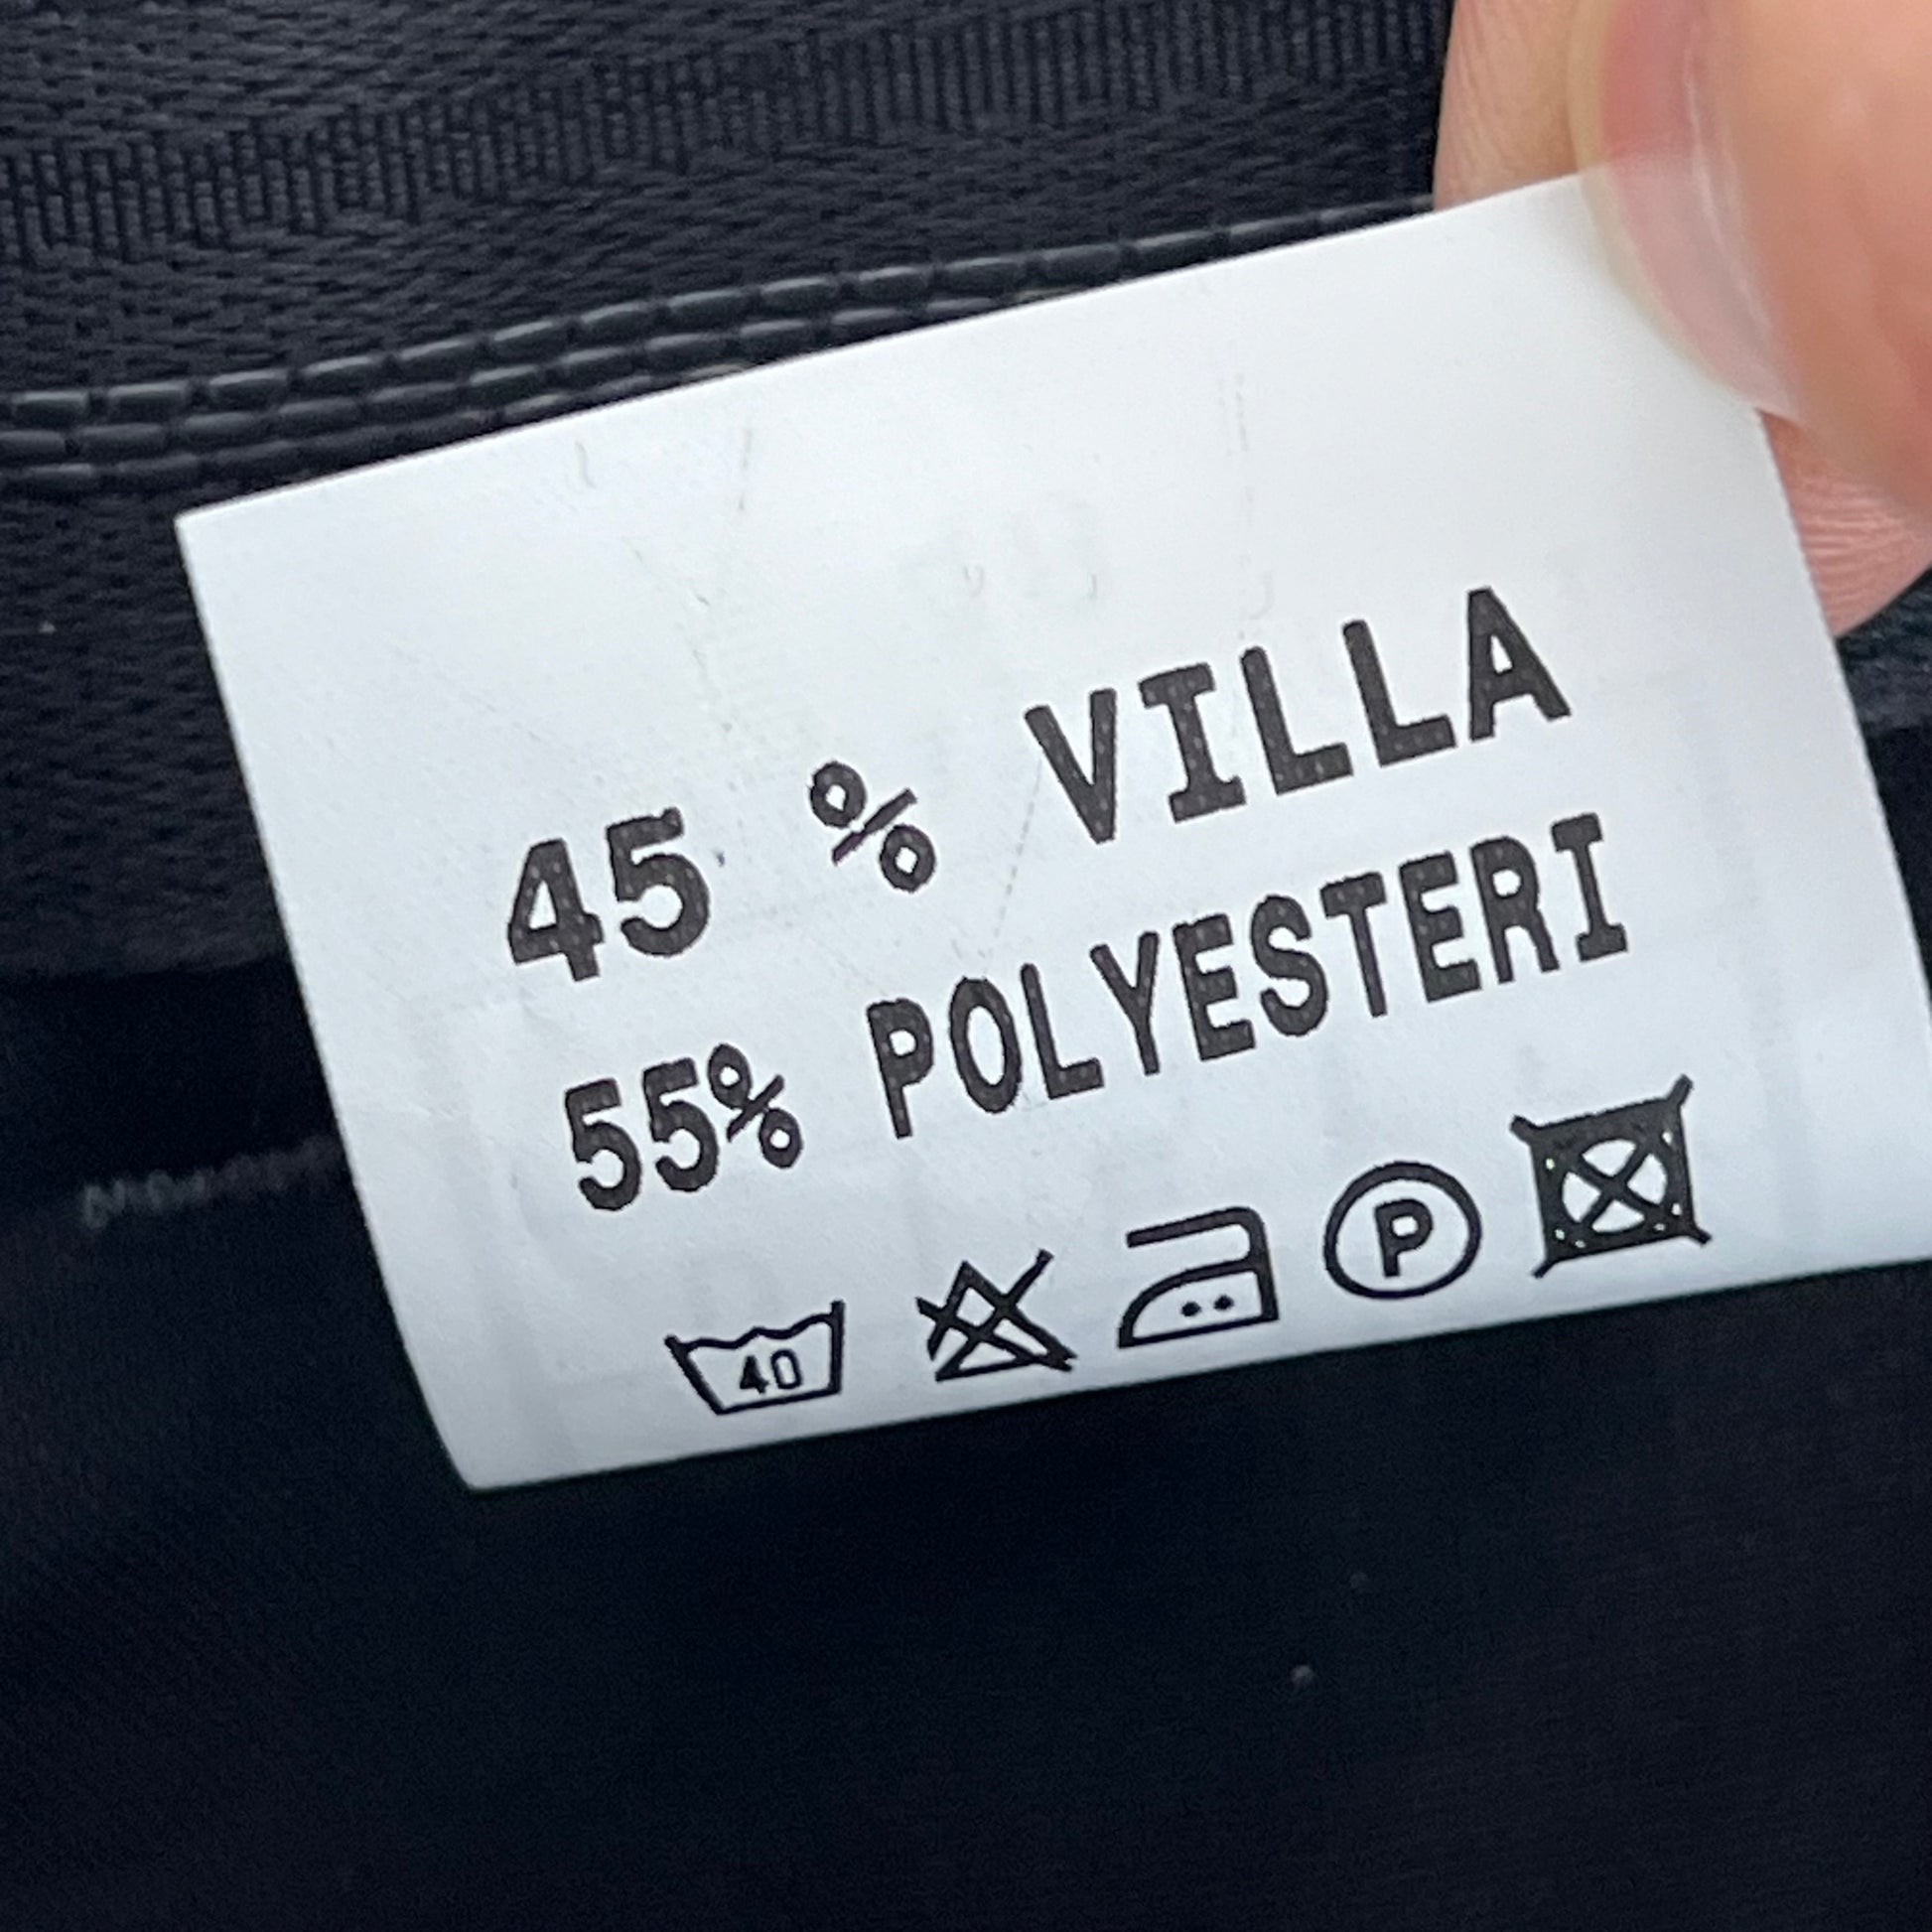 45 % VILLA
55% POLYESTERI
40 P